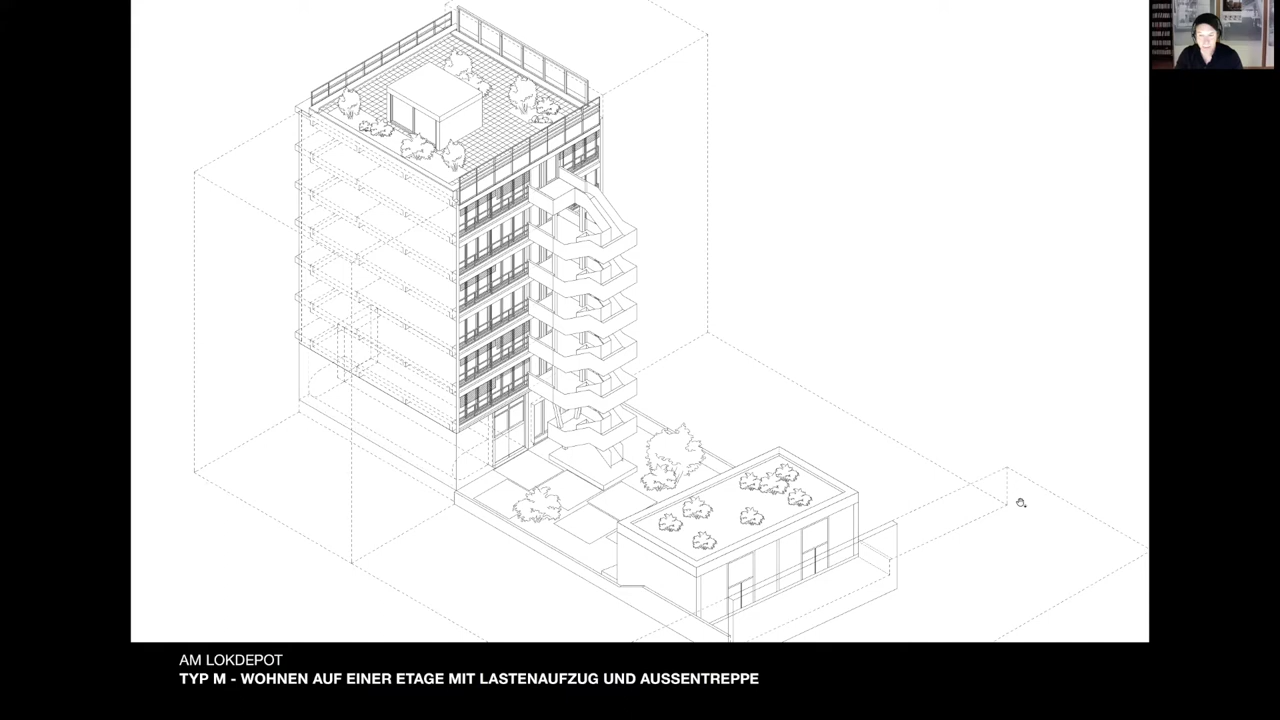 AM LOKDEPOT
TYP M - WOHNEN AUF EINER ETAGE MIT LASTENAUFZUG UND AUSSENTREPPE